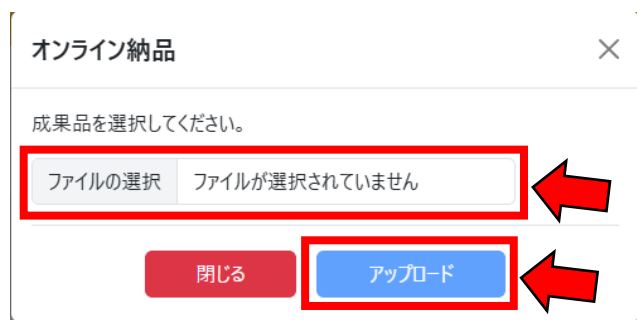 オンライン納品
成果品を選択してください。
ファイルの選択 ファイルが選択されていません
閉じる アップロード